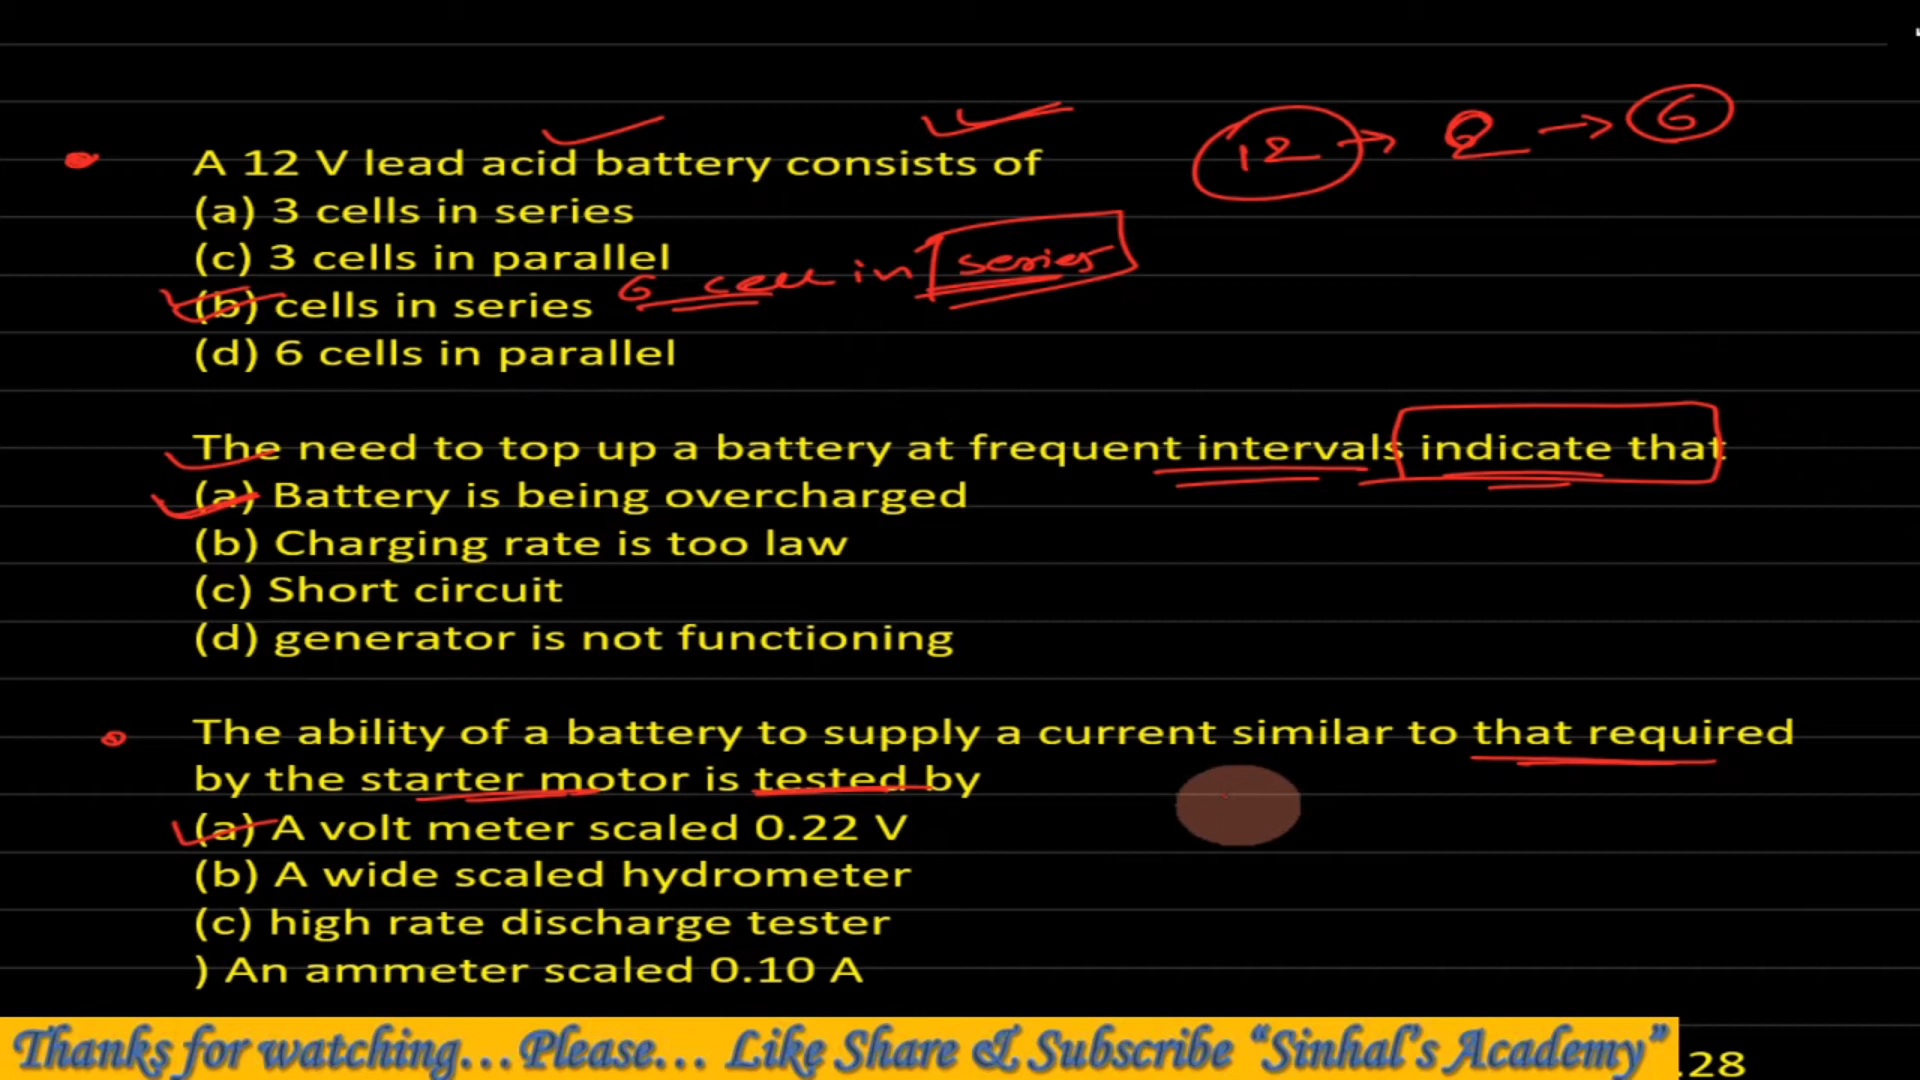 12 → 2 → 6
A 12 V lead acid battery consists of
(a) 3 cells in series
(c) 3 cells in parallel
(b) cells in series 6 cell in series
(d) 6 cells in parallel
The need to top up a battery at frequent intervals indicate that
(a) Battery is being overcharged
(b) Charging rate is too law
(c) Short circuit
(d) generator is not functioning
The ability of a battery to supply a current similar to that required
by the starter motor is tested by
(a) A volt meter scaled 0.22 V
(b) A wide scaled hydrometer
(c) high rate discharge tester
) An ammeter scaled 0.10 A
Thanks for watching... Please... Like Share & Subscribe “Sinhal's Academy”
.28